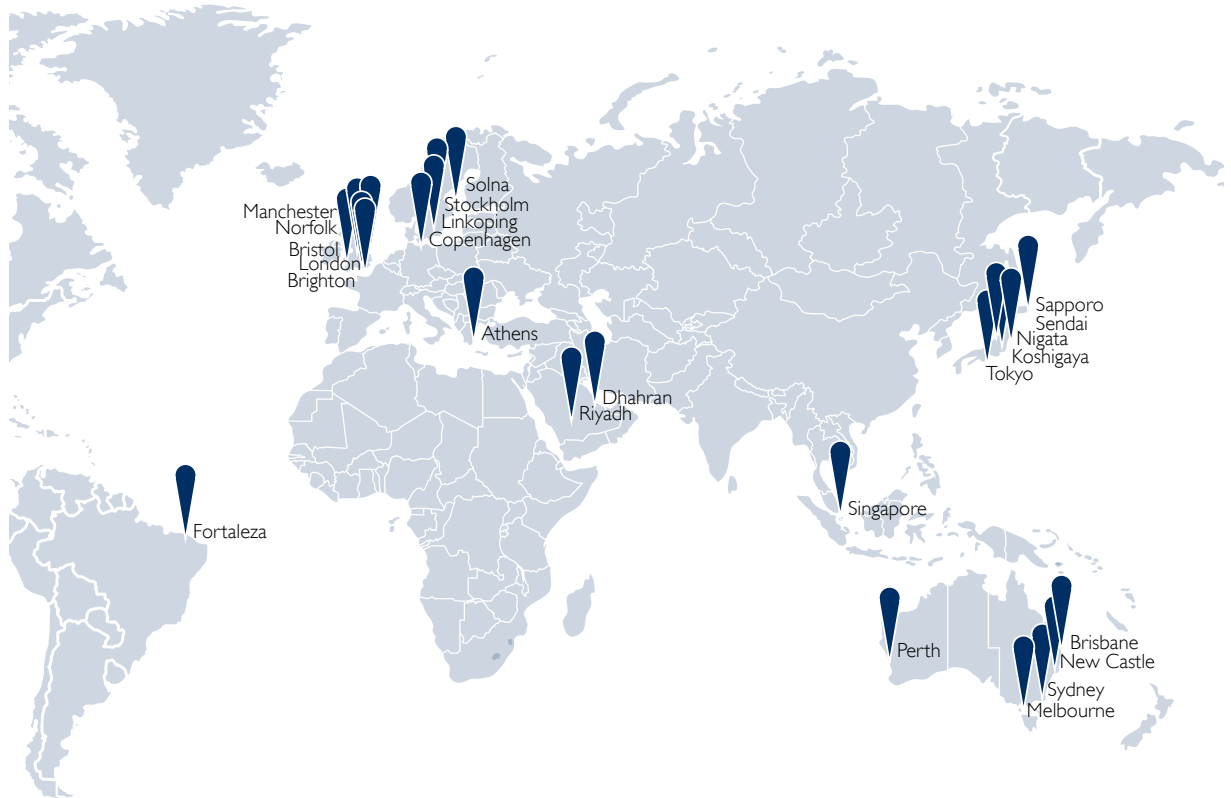 Solna
Stockholm
Linkoping
Copenhagen
Manchester
Norfolk
Bristol
London
Brighton
Athens
Dhahran
Riyadh
Sapporo
Sendai
Nigata
Koshigaya
Tokyo
Singapore
Fortaleza
Perth
Brisbane
New Castle
Sydney
Melbourne